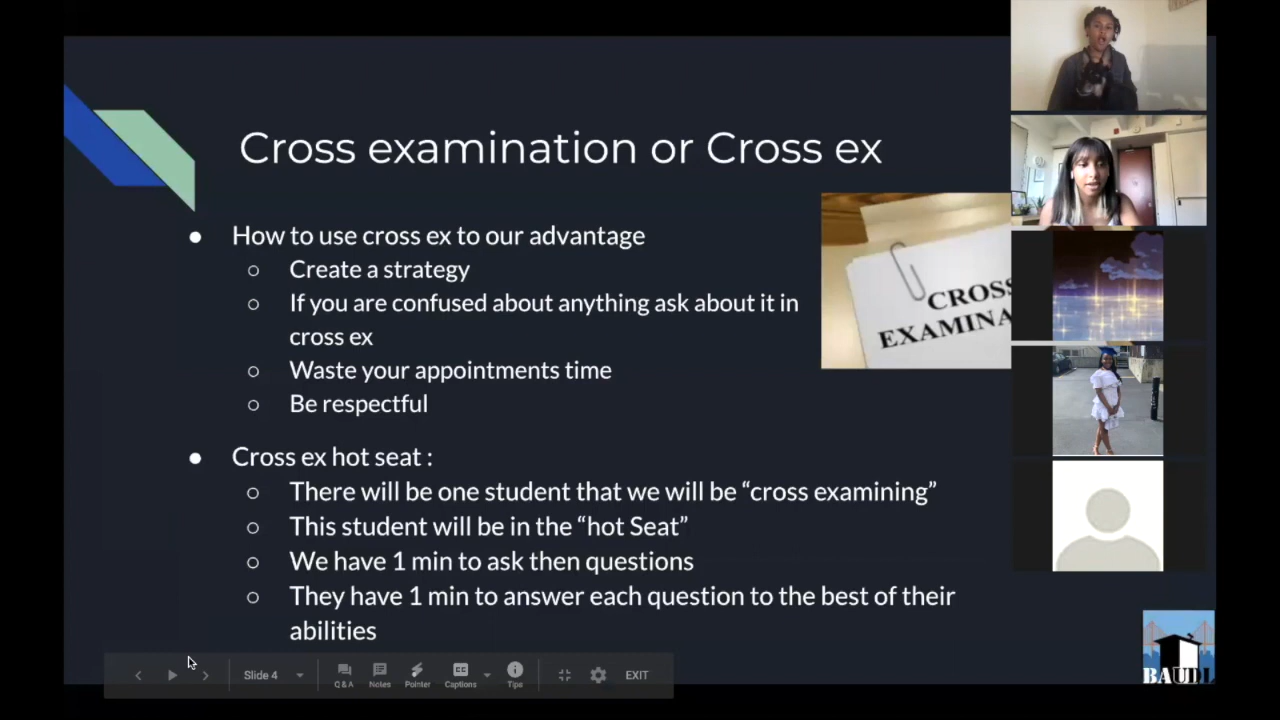 Cross examination or Cross ex
How to use cross ex to our advantage
Create a strategy
If you are confused about anything ask about it in
cross ex
Waste your appointments time
Be respectful
CROSS
EXAMINA
Cross ex hot seat :
There will be one student that we will be “cross examining”
This student will be in the “hot Seat”
We have 1 min to ask then questions
They have 1 min to answer each question to the best of their
abilities
Slide 4
Q & A
Notes
Pointer
Captions
Tips
EXIT
BAUDL